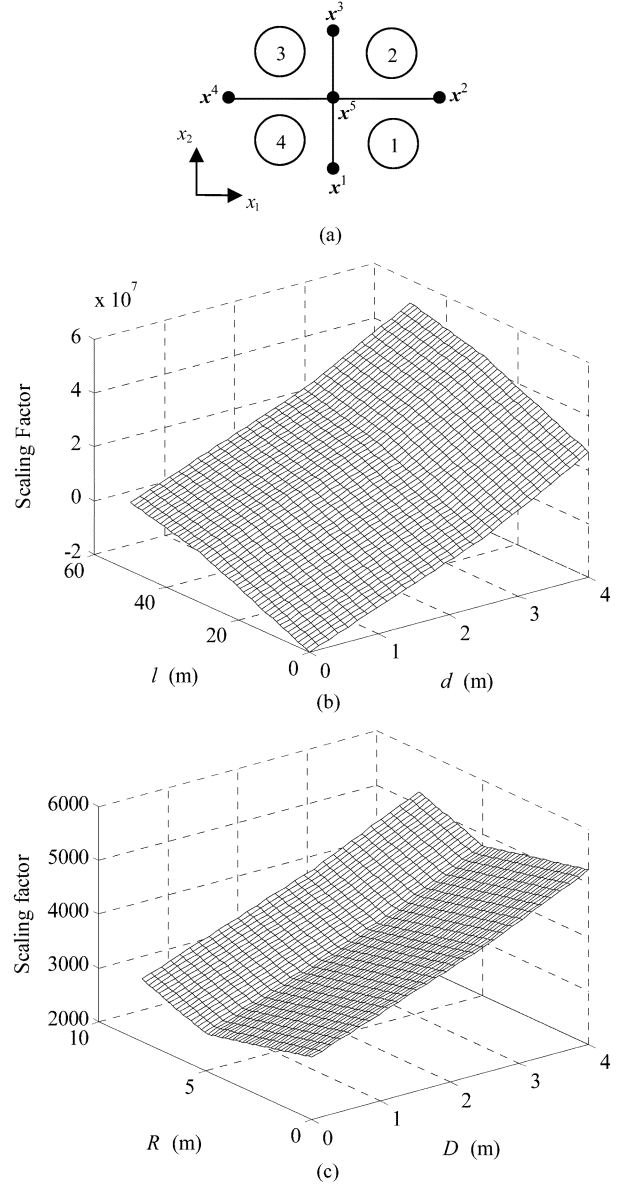 x³
3
2
x⁴
x²
x⁵
x₂
4
1
x₁
x¹
(a)
x 10⁷
6
4
2
0
-2
Scaling Factor
60
40
20
0
0
1
2
3
4
l (m)
d (m)
(b)
6000
5000
4000
3000
2000
Scaling factor
10
5
0
0
1
2
3
4
R (m)
D (m)
(c)